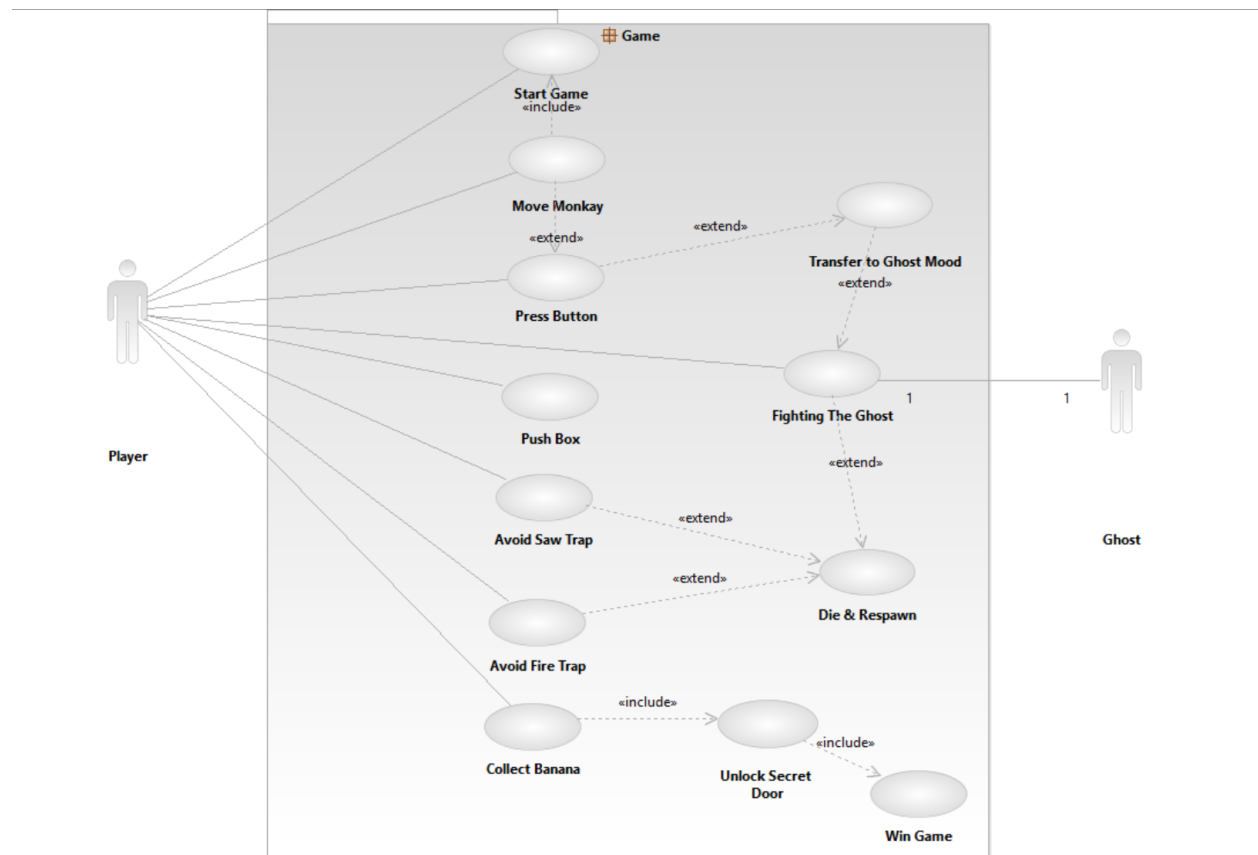 Game
Start Game
«include»
Move Monkay
«extend»
«extend»
Transfer to Ghost Mood
«extend»
Press Button
Fighting The Ghost
1
1
Push Box
Player
«extend»
«extend»
Avoid Saw Trap
Ghost
«extend»
Die & Respawn
Avoid Fire Trap
«include»
Collect Banana
«include»
Unlock Secret
Door
Win Game